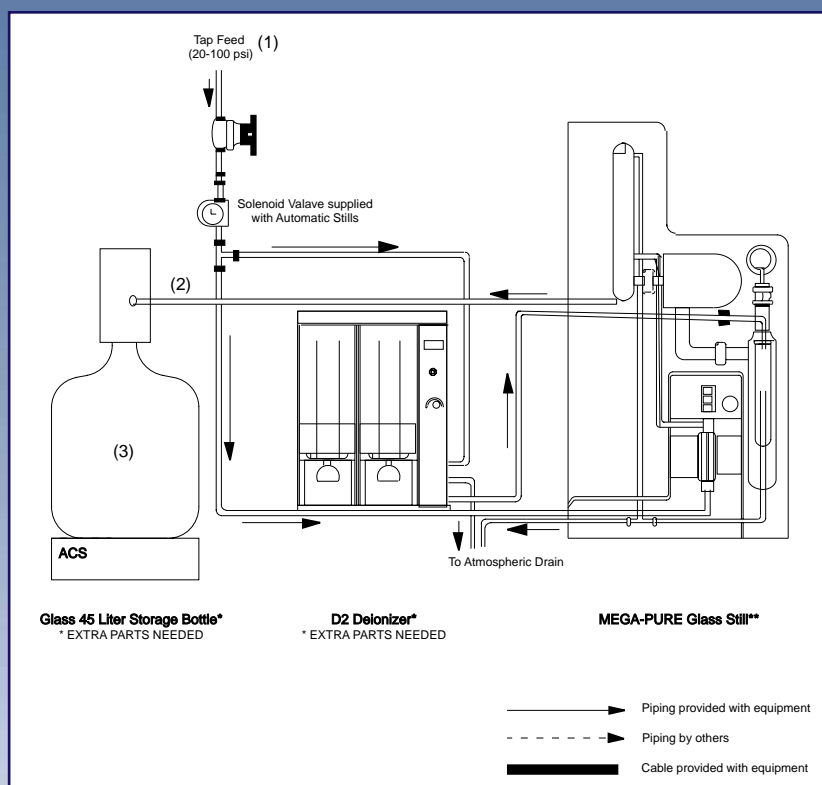 Tap Feed (1)
(20-100 psi)
Solenoid Valave supplied
with Automatic Stills
(2)
(3)
ACS
To Atmospheric Drain
Glass 45 Liter Storage Bottle*
* EXTRA PARTS NEEDED
D2 Deionizer*
* EXTRA PARTS NEEDED
MEGA-PURE Glass Still**
Piping provided with equipment
Piping by others
Cable provided with equipment